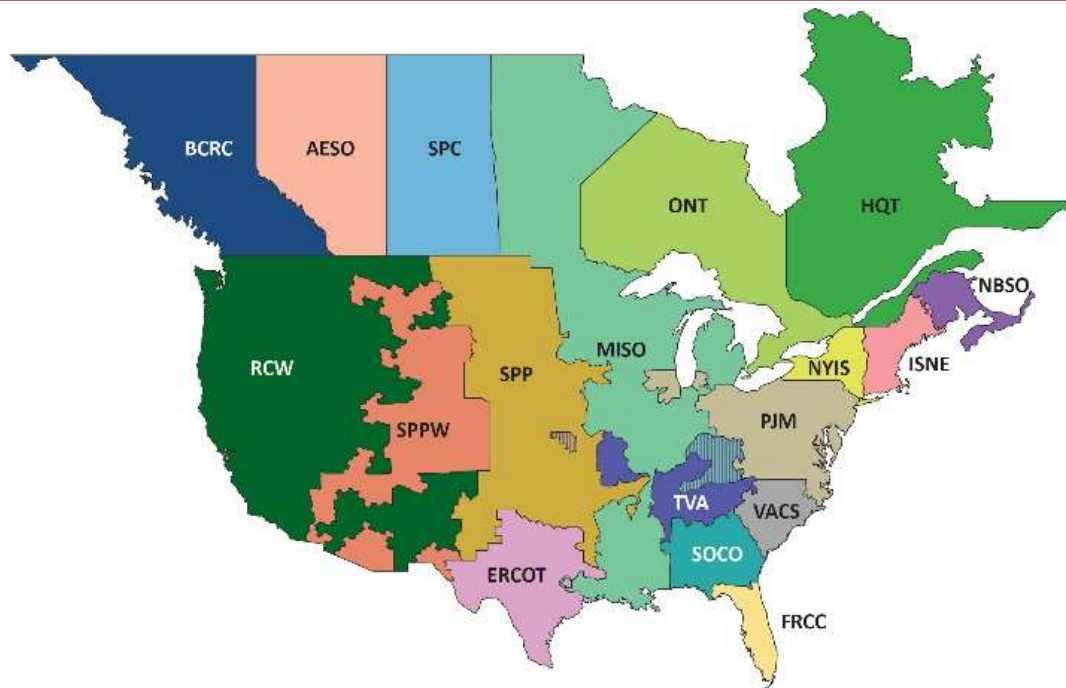 BCRC
AESO
SPC
ONT
HQT
NBSO
MISO
NYIS
ISNE
RCW
SPP
SPPW
PJM
TVA
VACS
SOCO
ERCOT
FRCC